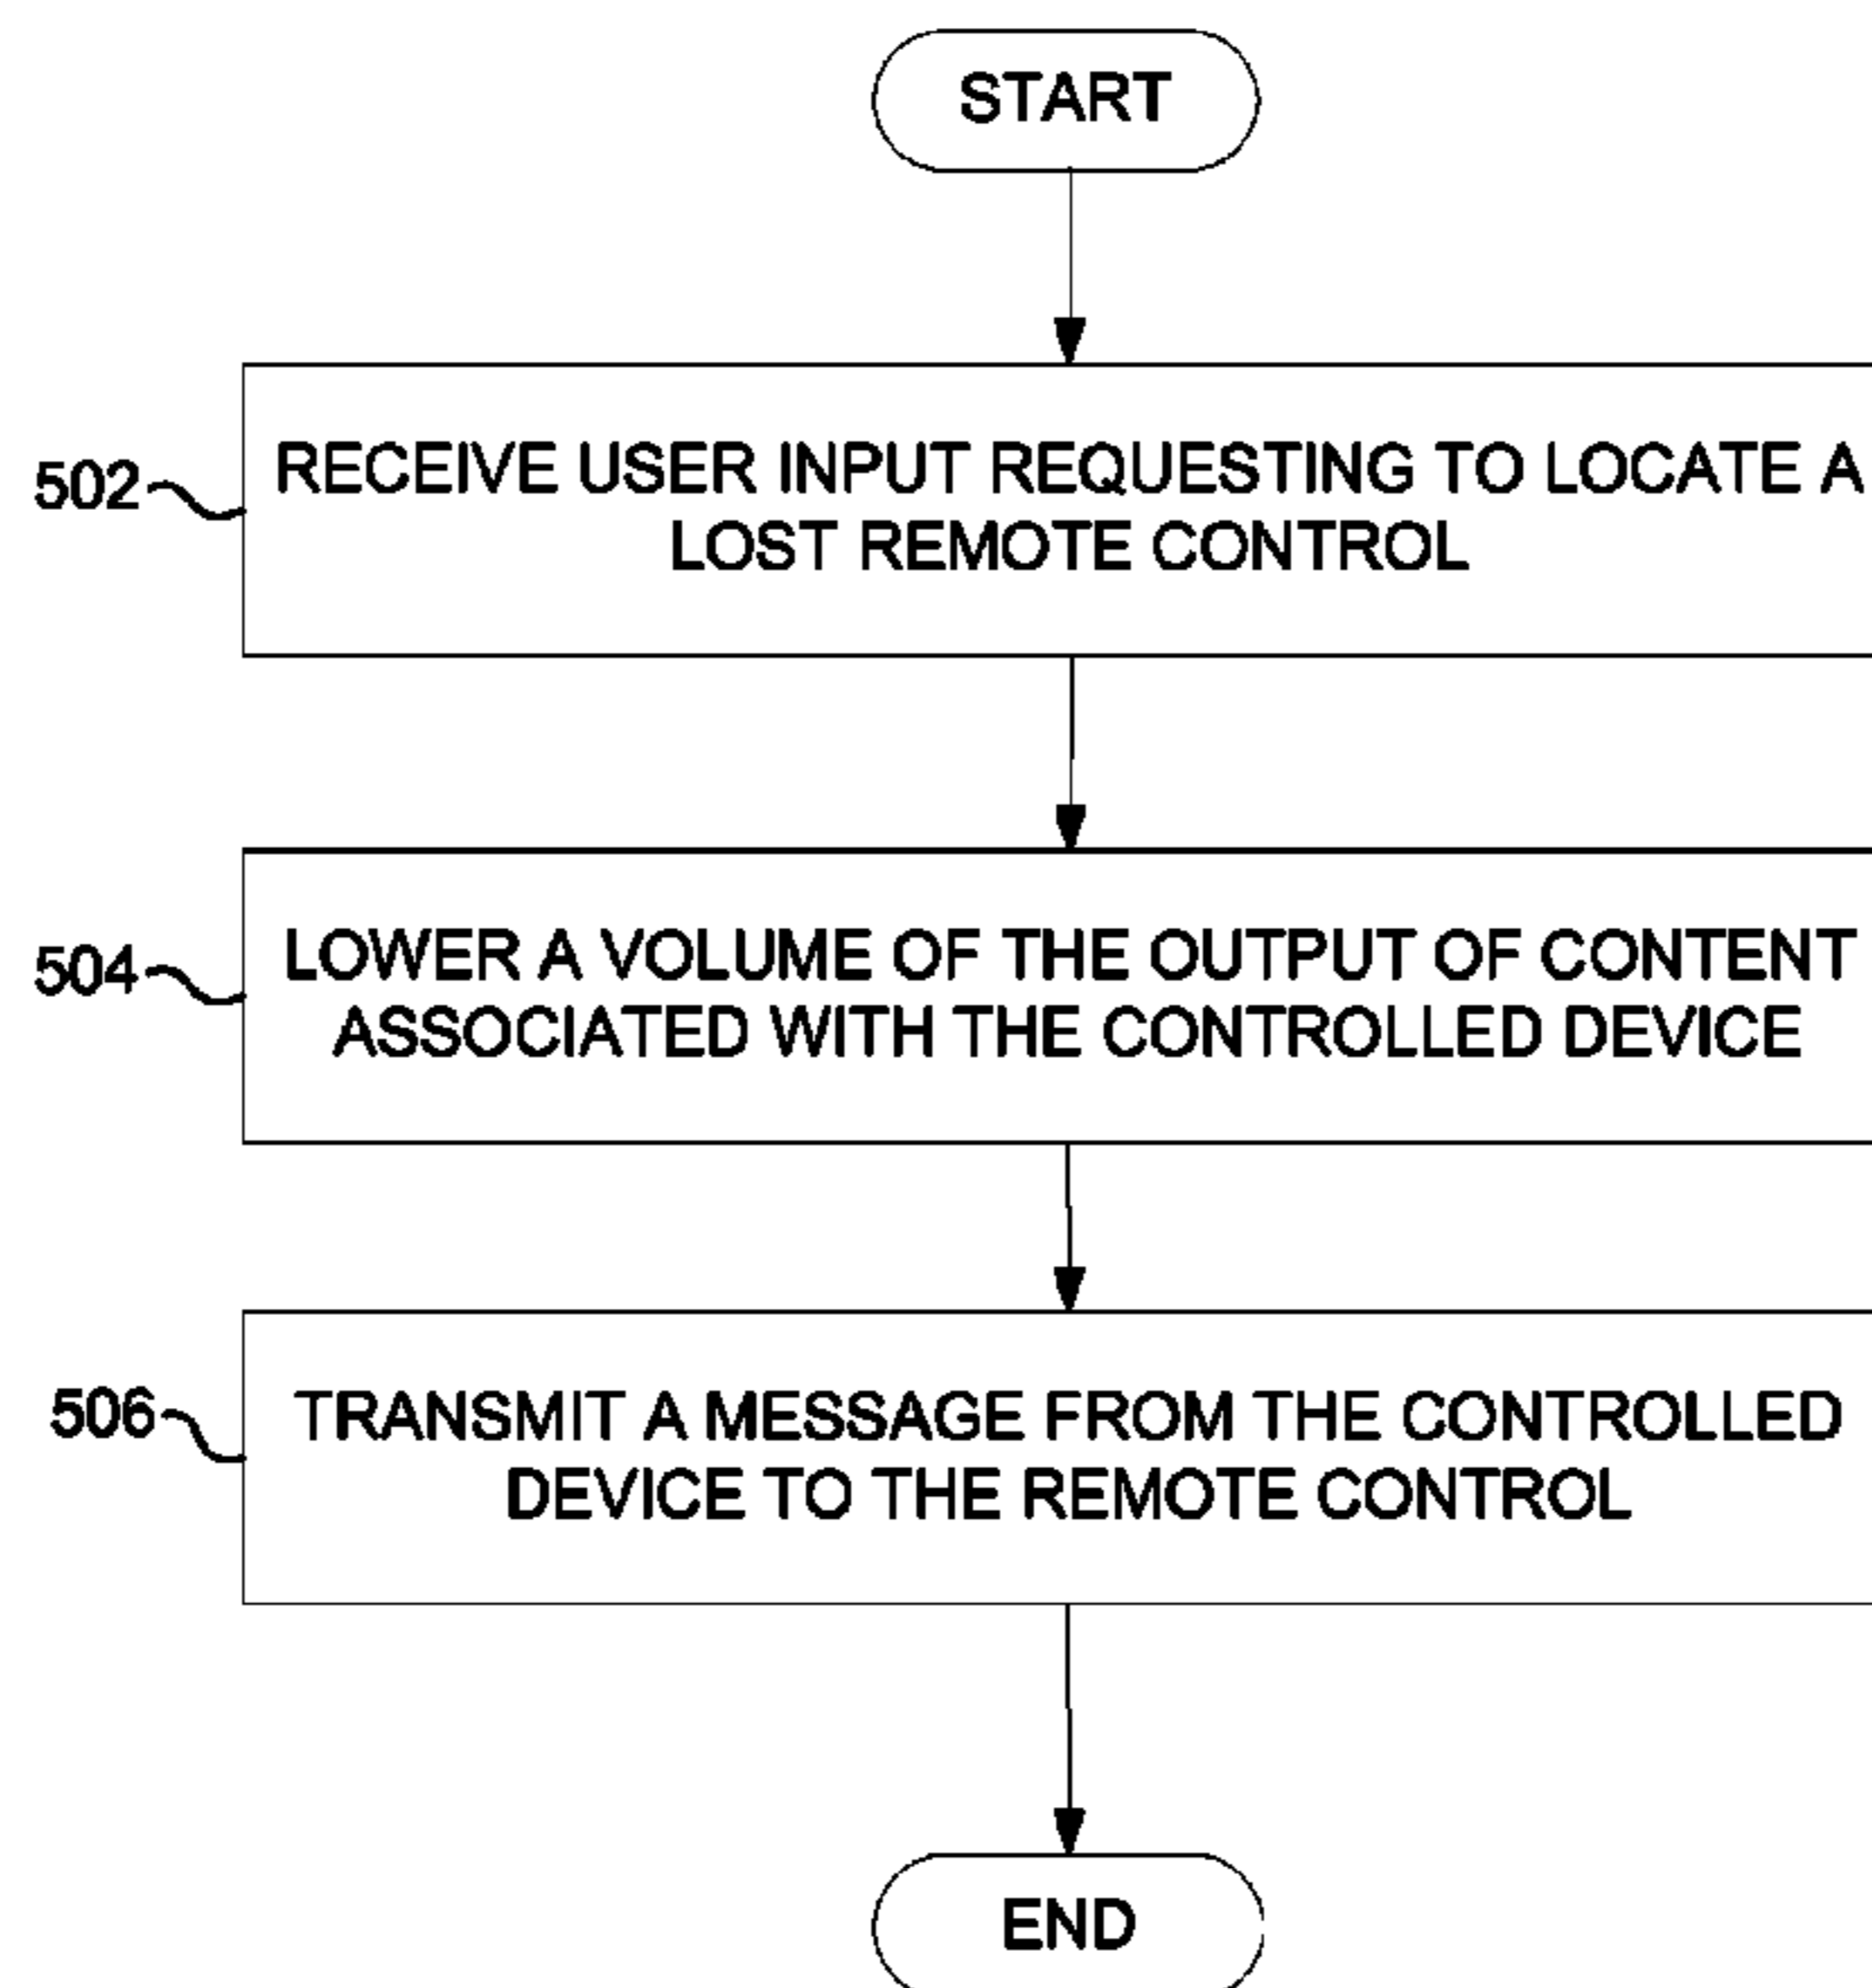 START
502
RECEIVE USER INPUT REQUESTING TO LOCATE A
LOST REMOTE CONTROL
504
LOWER A VOLUME OF THE OUTPUT OF CONTENT
ASSOCIATED WITH THE CONTROLLED DEVICE
506
TRANSMIT A MESSAGE FROM THE CONTROLLED
DEVICE TO THE REMOTE CONTROL
END